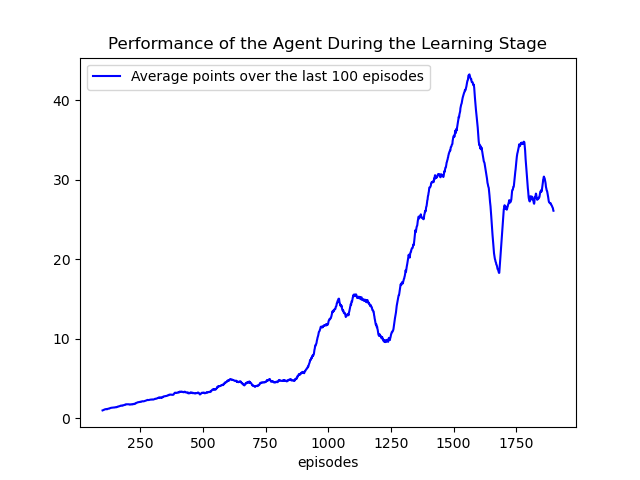 Performance of the Agent During the Learning Stage
Average points over the last 100 episodes
40
30
20
10
0
250 500 750 1000 1250 1500 1750
episodes